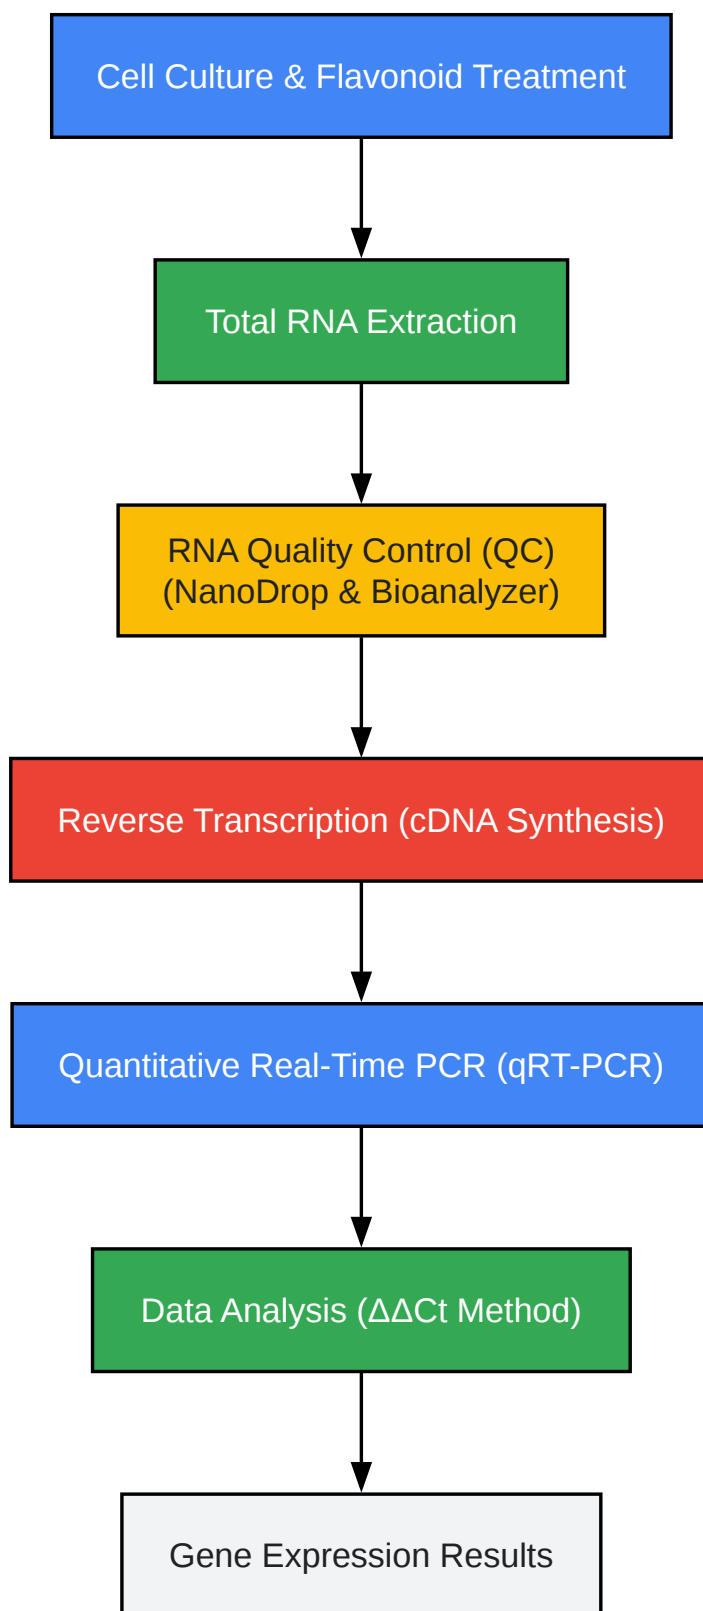 Cell Culture & Flavonoid Treatment
Total RNA Extraction
RNA Quality Control (QC)
(NanoDrop & Bioanalyzer)
Reverse Transcription (cDNA Synthesis)
Quantitative Real-Time PCR (qRT-PCR)
Data Analysis (ΔΔCt Method)
Gene Expression Results